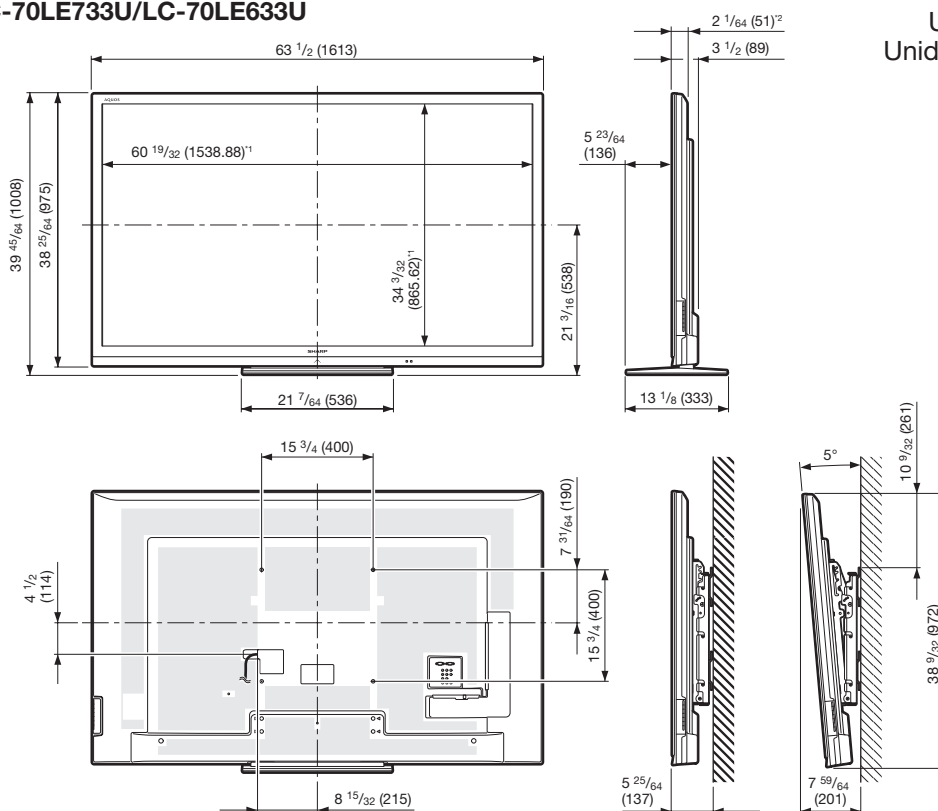 -70LE733U/LC-70LE633U
Unid
63 1/2 (1613)
2 1/64 (51)*2
3 1/2 (89)
AQUOS
60 19/32 (1538.88)*1
5 23/64
(136)
39 45/64 (1008)
38 25/64 (975)
34 3/32
(865.62)*1
21 3/16 (538)
SHARP
21 7/64 (536)
13 1/8 (333)
15 3/4 (400)
7 31/64 (190)
5°
10 9/32 (261)
4 1/2
(114)
15 3/4 (400)
38 9/32 (972)
8 15/32 (215)
5 25/64
(137)
7 59/64
(201)